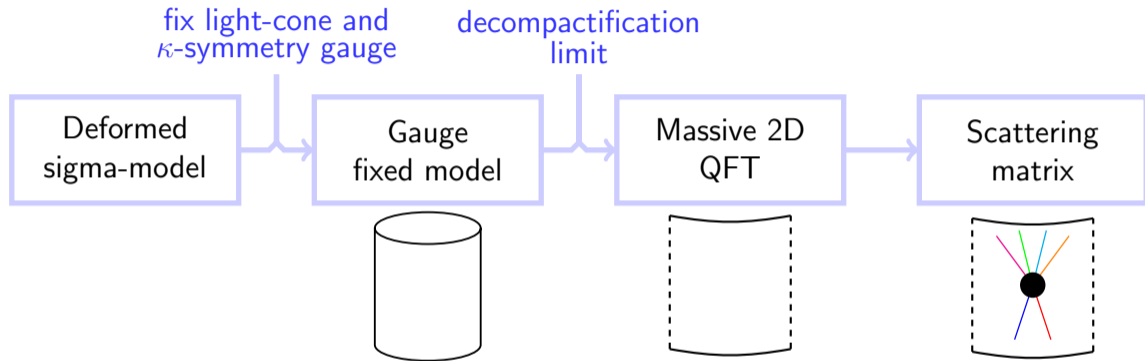 fix light-cone and
κ-symmetry gauge
decompactification
limit
Deformed
sigma-model
Gauge
fixed model
Massive 2D
QFT
Scattering
matrix